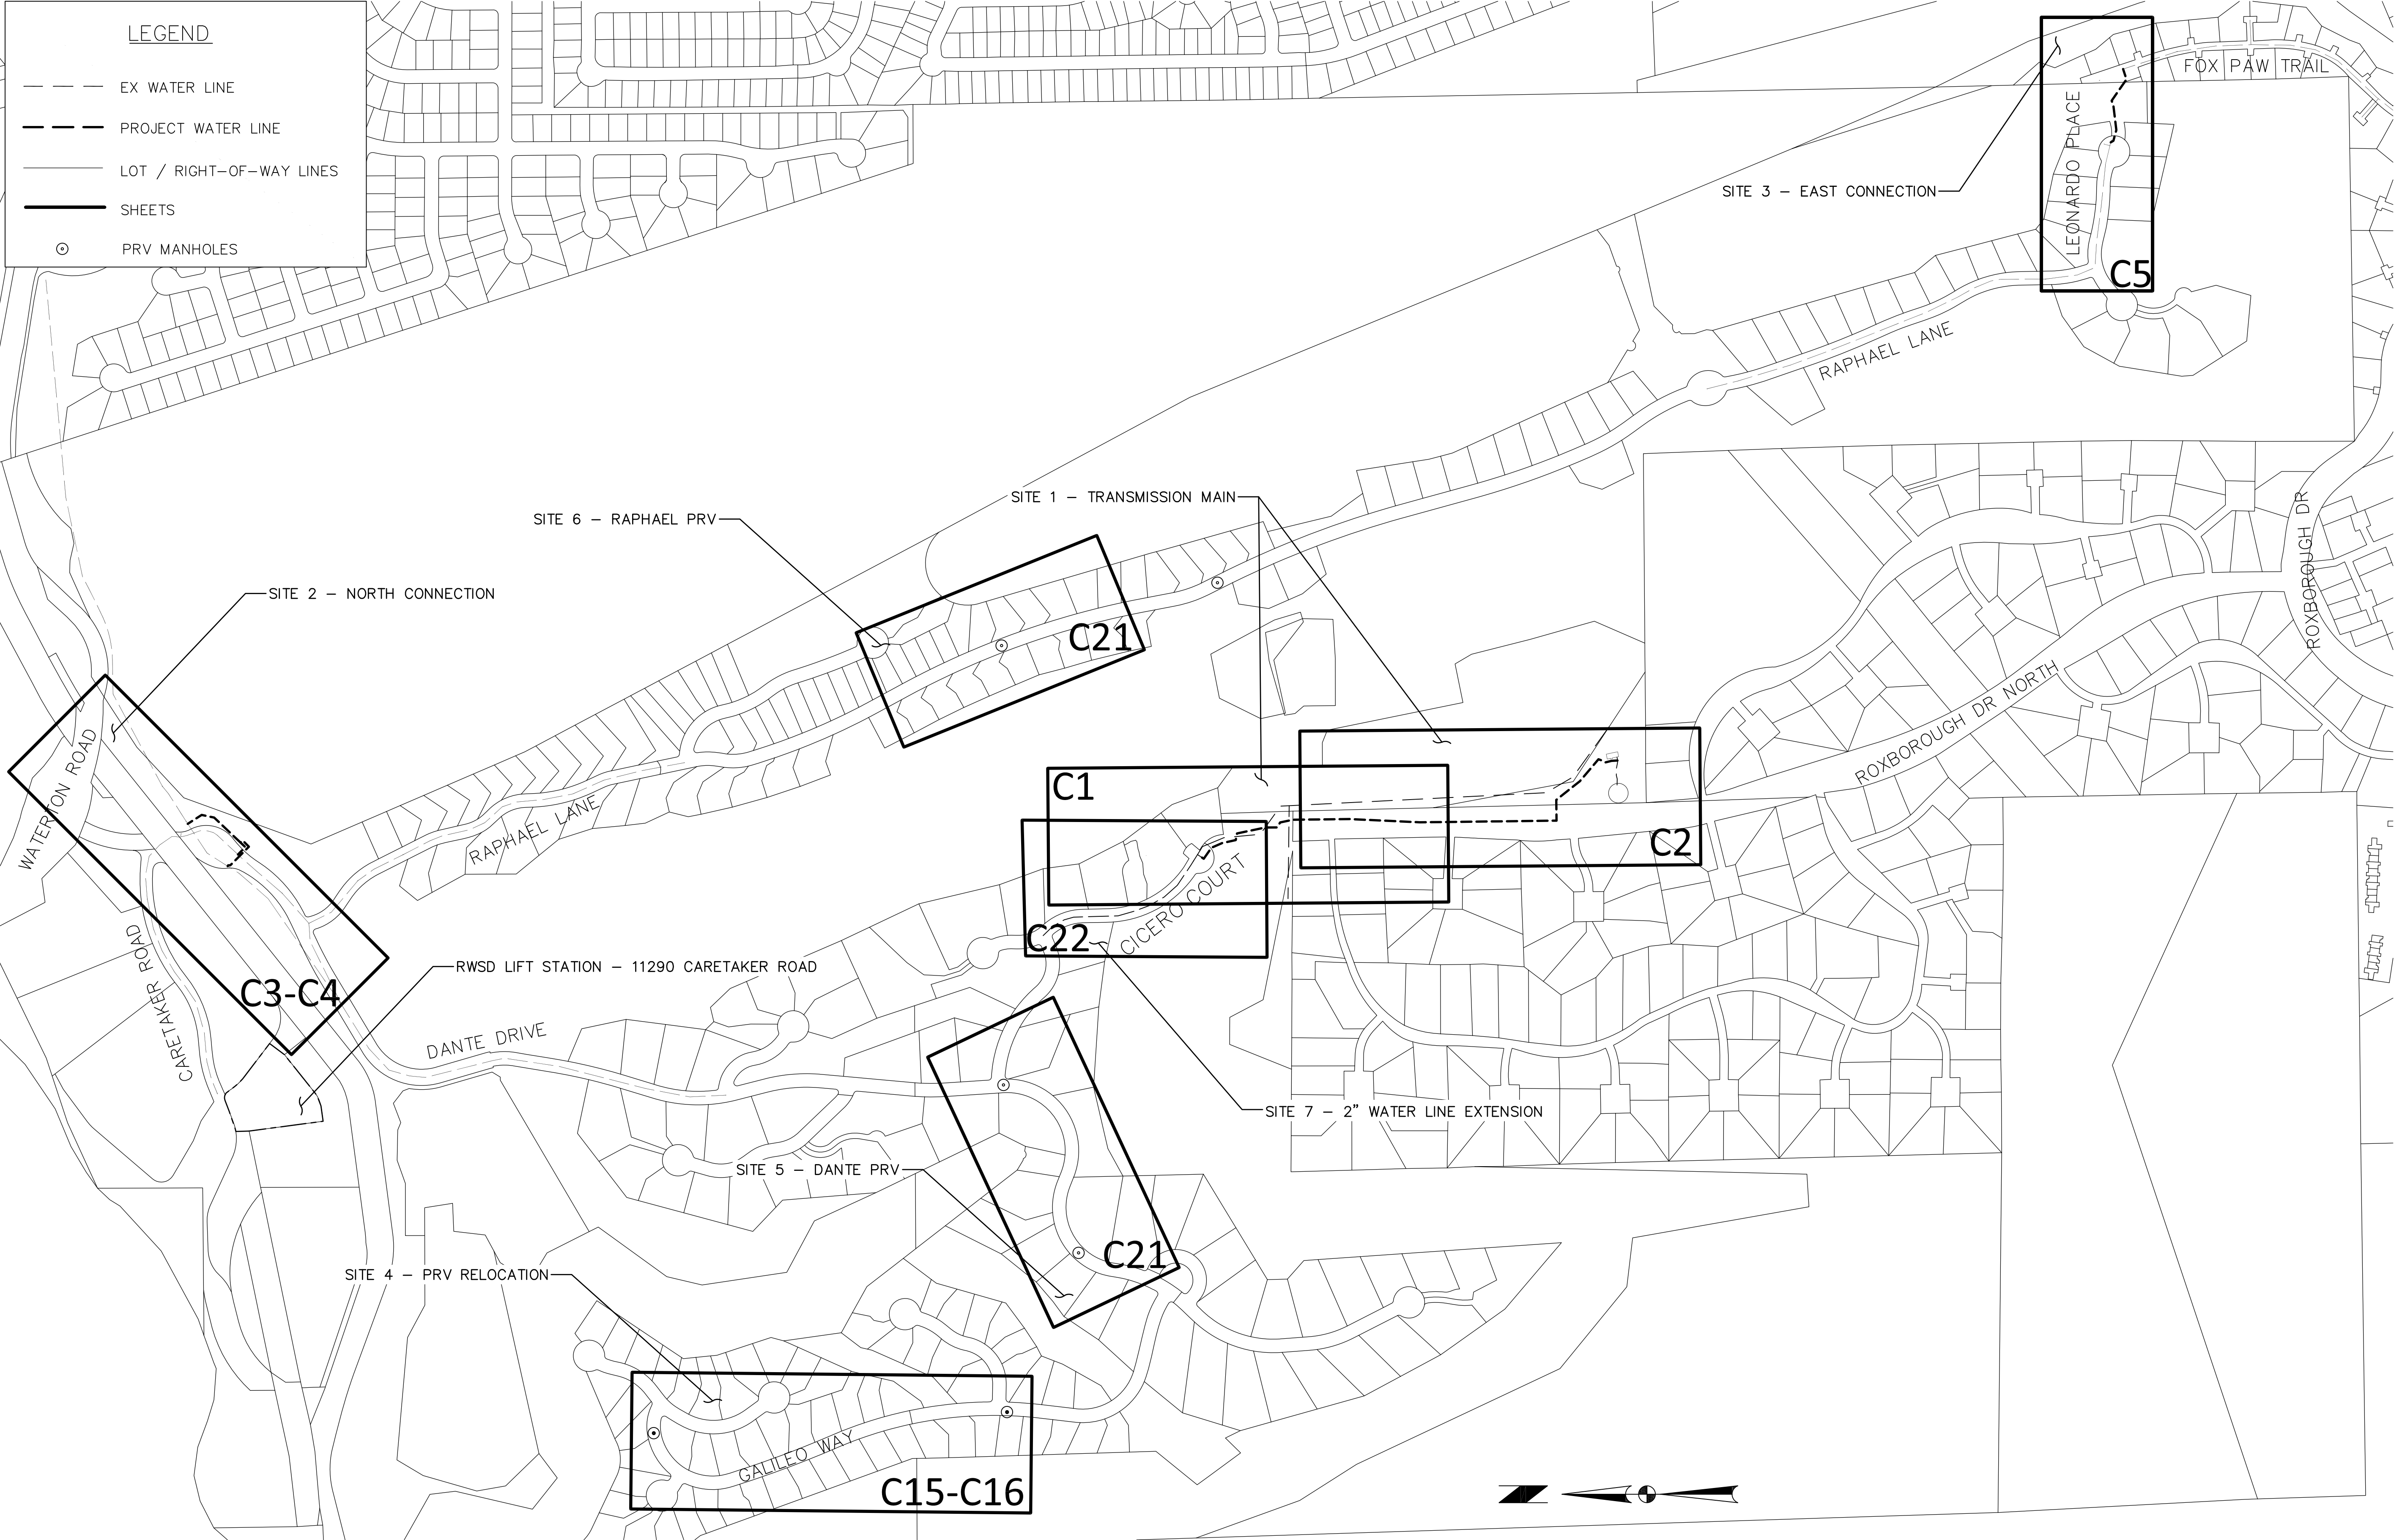 LEGEND
EX WATER LINE
PROJECT WATER LINE
LOT / RIGHT-OF-WAY LINES
SHEETS
PRV MANHOLES
FOX PAW TRAIL
LEONARDO PLACE
SITE 3 - EAST CONNECTION
C5
RAPHAEL LANE
SITE 1 - TRANSMISSION MAIN
SITE 6 - RAPHAEL PRV
ROXBOROUGH DR
ROXBOROUGH DR
SITE 2 - NORTH CONNECTION
C21
ROXBOROUGH DR NORTH
WATERTON ROAD
C1
RAPHAEL LANE
C2
CICERO COURT
C22
CARETAKER ROAD
RWSD LIFT STATION - 11290 CARETAKER ROAD
C3-C4
DANTE DRIVE
SITE 7 - 2" WATER LINE EXTENSION
SITE 5 - DANTE PRV
C21
SITE 4 - PRV RELOCATION
GALILEO WAY
C15-C16
Z